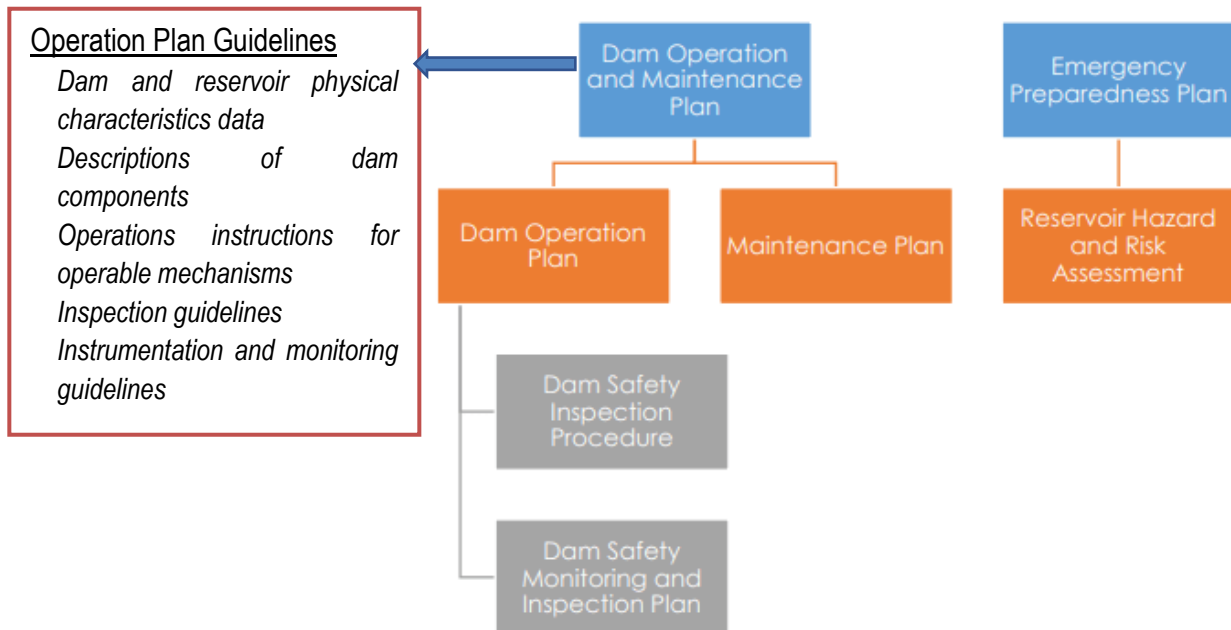 Operation Plan Guidelines
Dam and reservoir physical
characteristics data
Descriptions of dam
components
Operations instructions for
operable mechanisms
Inspection guidelines
Instrumentation and monitoring
guidelines
Dam Operation
and Maintenance
Plan
Emergency
Preparedness Plan
Dam Operation
Plan
Maintenance Plan
Reservoir Hazard
and Risk
Assessment
Dam Safety
Inspection
Procedure
Dam Safety
Monitoring and
Inspection Plan